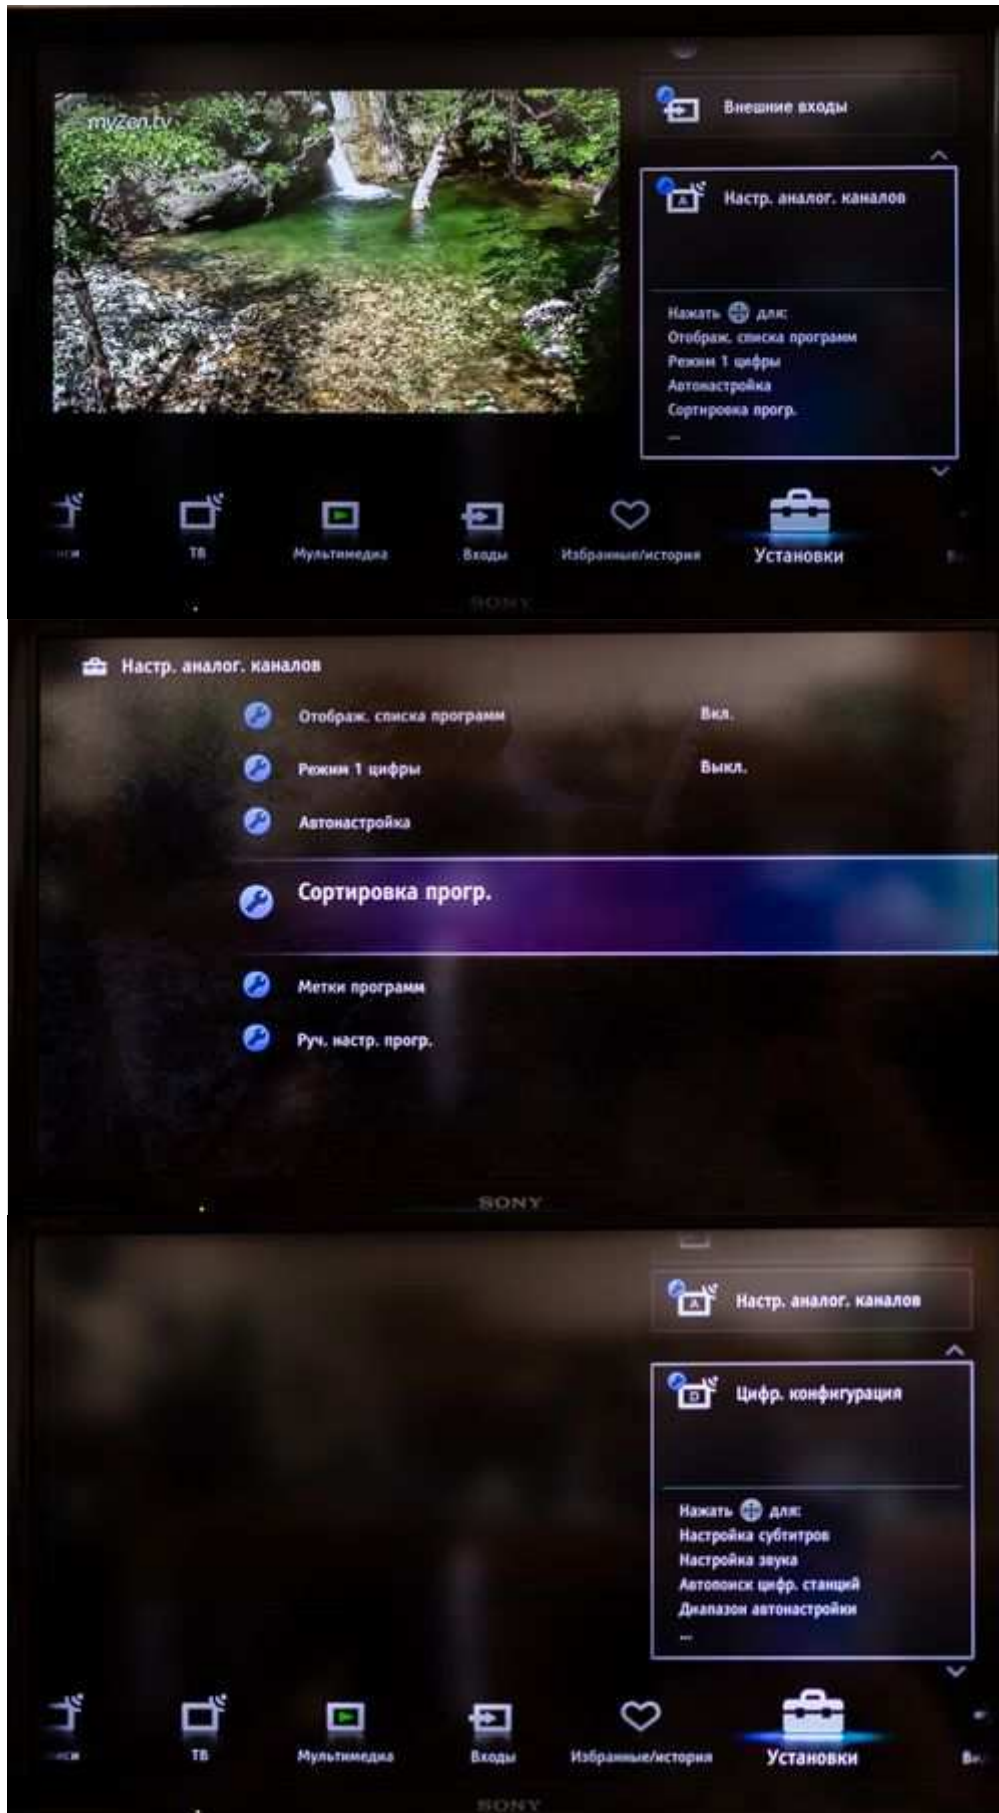 myZen.tv
Внешние входы
Настр. аналог. каналов
Нажать для:
Отображ. списка программ
Режим 1 цифры
Автонастройка
Сортировка прогр.
...
ТВ
Мультимедиа
Входы
Избранные/история
Установки
SONY
Настр. аналог. каналов
Отображ. списка программ
Вкл.
Режим 1 цифры
Выкл.
Автонастройка
Сортировка прогр.
Метки программ
Руч. настр. прогр.
SONY
Настр. аналог. каналов
Цифр. конфигурация
Нажать для:
Настройка субтитров
Настройка звука
Автопоиск цифр. станций
Диапазон автонастройки
...
ТВ
Мультимедиа
Входы
Избранные/история
Установки
SONY